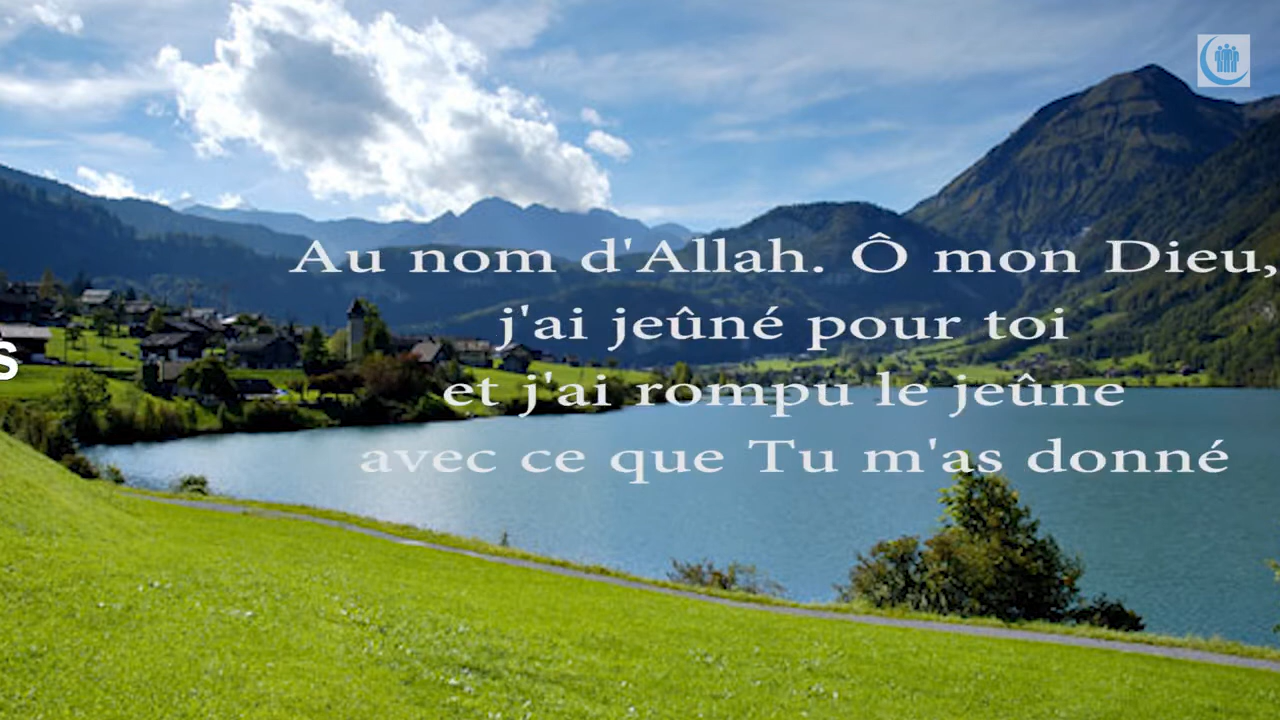 Au nom d'Allah. Ô mon Dieu,
j'ai jeûné pour toi
et j'ai rompu le jeûne
avec ce que Tu m'as donné
s